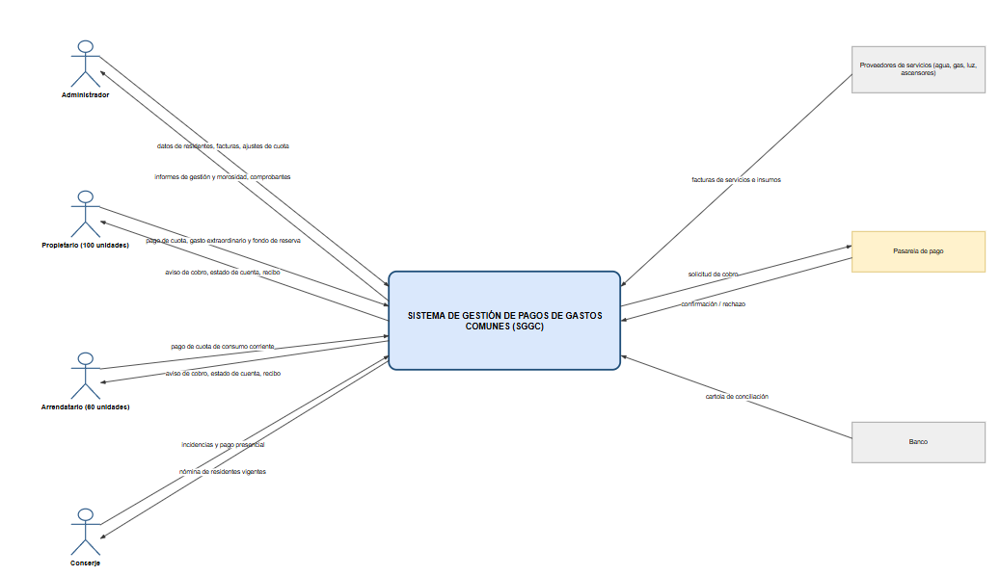 Administrador
Proveedores de servicios (agua, gas, luz,
ascensores)
datos de residentes, facturas, ajustes de cuota
informes de gestión y morosidad, comprobantes
facturas de servicios e insumos
Propietario (100 unidades)
pago de cuota, gasto extraordinario y fondo de reserva
aviso de cobro, estado de cuenta, recibo
Pasarela de pago
solicitud de cobro
confirmación / rechazo
SISTEMA DE GESTIÓN DE PAGOS DE GASTOS
COMUNES (SGGC)
pago de cuota de consumo corriente
aviso de cobro, estado de cuenta, recibo
Arrendatario (80 unidades)
cartola de conciliación
Banco
incidencias y pago presencial
nómina de residentes vigentes
Conserje